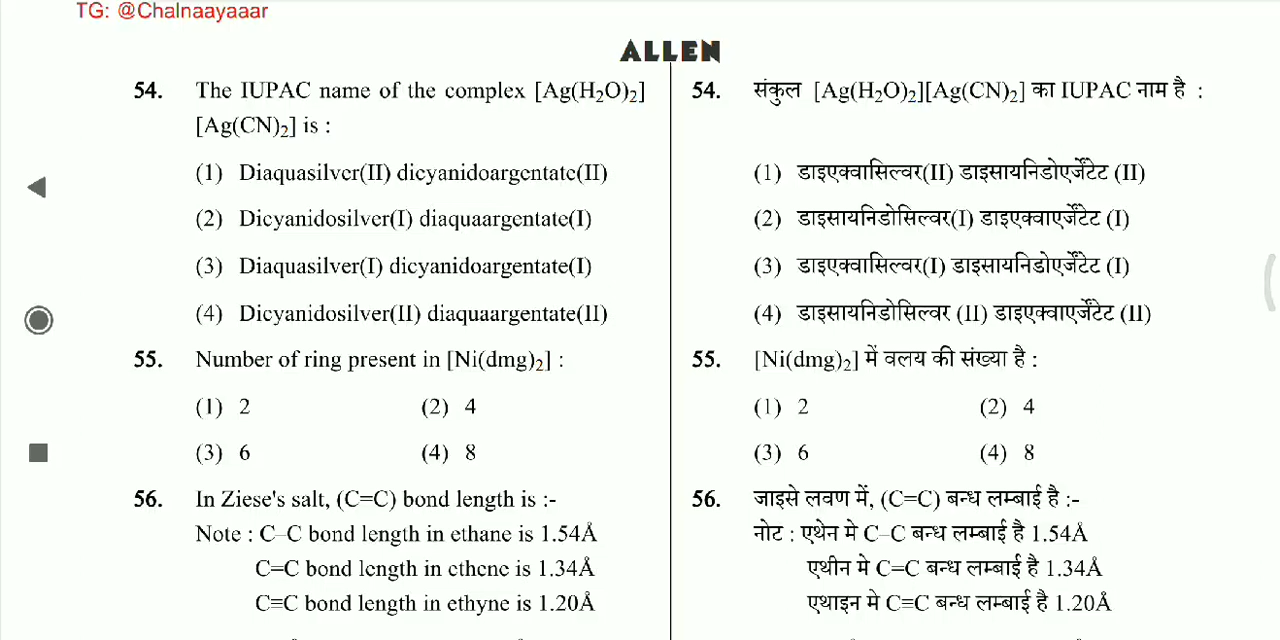 TG: @Chalnaayaaar
ALLEN
54. The IUPAC name of the complex [Ag(H₂O)₂]
[Ag(CN)₂] is :
(1) Diaquasilver(II) dicyanidoargentate(II)
(2) Dicyanidosilver(I) diaquaargentate(I)
(3) Diaquasilver(I) dicyanidoargentate(I)
(4) Dicyanidosilver(II) diaquaargentate(II)
55. Number of ring present in [Ni(dmg)₂] :
(1) 2 (2) 4
(3) 6 (4) 8
56. In Ziese's salt, (C=C) bond length is :-
Note : C–C bond length in ethane is 1.54Å
C=C bond length in ethene is 1.34Å
C≡C bond length in ethyne is 1.20Å
54. संकुल [Ag(H₂O)₂][Ag(CN)₂] का IUPAC नाम है :
(1) डाइएक्वासिल्वर(II) डाइसायनिडोएर्जेंटेट (II)
(2) डाइसायनिडोसिल्वर(I) डाइएक्वाएर्जेंटेट (I)
(3) डाइएक्वासिल्वर(I) डाइसायनिडोएर्जेंटेट (I)
(4) डाइसायनिडोसिल्वर (II) डाइएक्वाएर्जेंटेट (II)
55. [Ni(dmg)₂] में वलय की संख्या है :
(1) 2 (2) 4
(3) 6 (4) 8
56. जाइसे लवण में, (C=C) बन्ध लम्बाई है :-
नोट : एथेन मे C–C बन्ध लम्बाई है 1.54Å
एथीन मे C=C बन्ध लम्बाई है 1.34Å
एथाइन मे C≡C बन्ध लम्बाई है 1.20Å